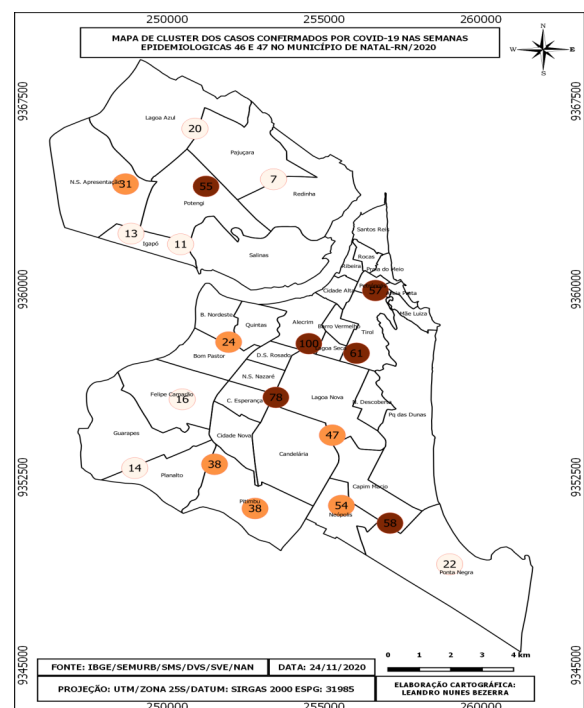 250000 255000 260000
MAPA DE CLUSTER DOS CASOS CONFIRMADOS POR COVID-19 NAS SEMANAS
EPIDEMIOLOGICAS 46 E 47 NO MUNICÍPIO DE NATAL-RN/2020
N
W E
S
9367500 9367500
Lagoa Azul
20
Pajuçara
N.S. Apresentação
31
55
7
Potengi
Redinha
13
Igapó
11
Salinas
Santos Reis
Rocas
Ribeira
Praia do Meio
9360000 9360000
Cidade Alta
57
Mãe Luiza
B. Nordeste
Quintas
Alecrim
Barro Vermelho
Tirol
24
100
Lagoa Seca
61
Bom Pastor
D.S. Rosado
N.S. Nazaré
Felipe Camarão
16
C. Esperança
78
Lagoa Nova
N. Descoberta
Pq das Dunas
Guarapes
Cidade Nova
47
Candelária
14
Planalto
38
9352500 9352500
Capim Macio
Pitimbu
38
54
Neópolis
58
22
Ponta Negra
0 1 2 3 4 km
FONTE: IBGE/SEMURB/SMS/DVS/SVE/NAN
DATA: 24/11/2020
PROJEÇÃO: UTM/ZONA 25S/DATUM: SIRGAS 2000 ESPG: 31985
ELABORAÇÃO CARTOGRÁFICA:
LEANDRO NUNES BEZERRA
9345000 9345000
250000 255000 260000